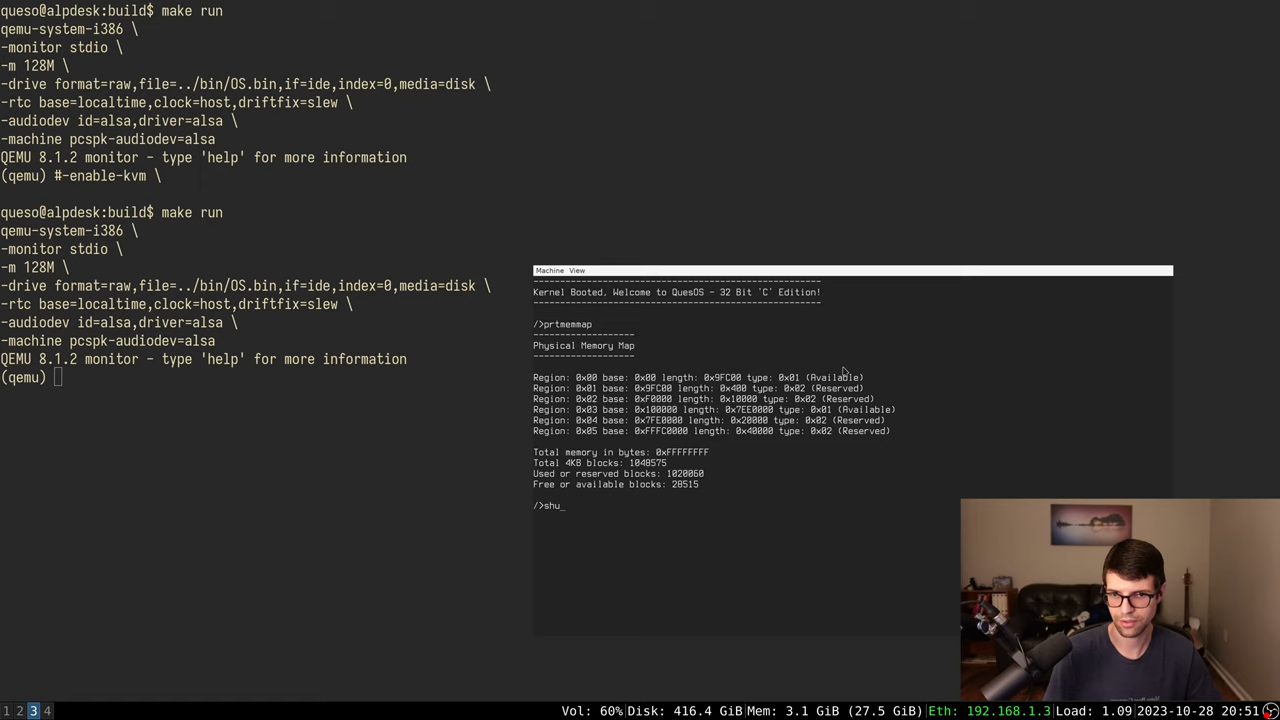 queso@alpdesk:build$ make run
qemu-system-i386 \
-monitor stdio \
-m 128M \
-drive format=raw,file=../bin/OS.bin,if=ide,index=0,media=disk \
-rtc base=localtime,clock=host,driftfix=slew \
-audiodev id=alsa,driver=alsa \
-machine pcspk-audiodev=alsa
QEMU 8.1.2 monitor - type 'help' for more information
(qemu) #-enable-kvm \
queso@alpdesk:build$ make run
qemu-system-i386 \
-monitor stdio \
-m 128M \
-drive format=raw,file=../bin/OS.bin,if=ide,index=0,media=disk \
-rtc base=localtime,clock=host,driftfix=slew \
-audiodev id=alsa,driver=alsa \
-machine pcspk-audiodev=alsa
QEMU 8.1.2 monitor - type 'help' for more information
(qemu)
Machine View
------------------------------------------------------
Kernel Booted, Welcome to QuesOS - 32 Bit 'C' Edition!
------------------------------------------------------
/>prtmemmap
-------------------
Physical Memory Map
-------------------
Region: 0x00 base: 0x00 length: 0x9FC00 type: 0x01 (Available)
Region: 0x01 base: 0x9FC00 length: 0x400 type: 0x02 (Reserved)
Region: 0x02 base: 0xF0000 length: 0x10000 type: 0x02 (Reserved)
Region: 0x03 base: 0x100000 length: 0x7EE0000 type: 0x01 (Available)
Region: 0x04 base: 0x7FE0000 length: 0x20000 type: 0x02 (Reserved)
Region: 0x05 base: 0xFFFC0000 length: 0x40000 type: 0x02 (Reserved)
Total memory in bytes: 0xFFFFFFFF
Total 4KB blocks: 1048575
Used or reserved blocks: 1020060
Free or available blocks: 28515
/>shu_
1 2 3 4
Vol: 60%|Disk: 416.4 GiB|Mem: 3.1 GiB (27.5 GiB)|Eth: 192.168.1.3|Load: 1.09|2023-10-28 20:51